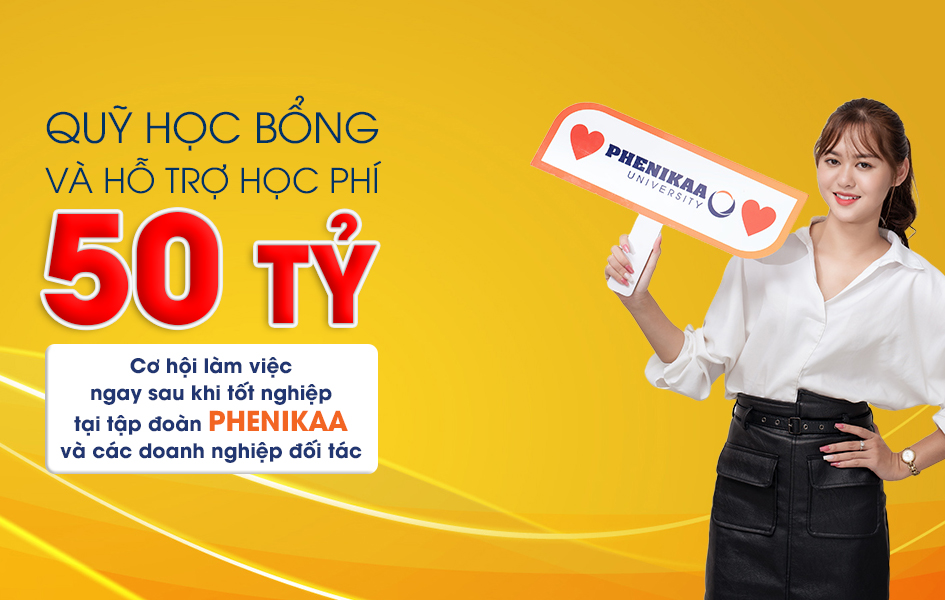 QUỸ HỌC BỔNG
VÀ HỖ TRỢ HỌC PHÍ
50 TỶ
Cơ hội làm việc
ngay sau khi tốt nghiệp
tại tập đoàn PHENIKAA
và các doanh nghiệp đối tác
PHENIKAA
UNIVERSITY